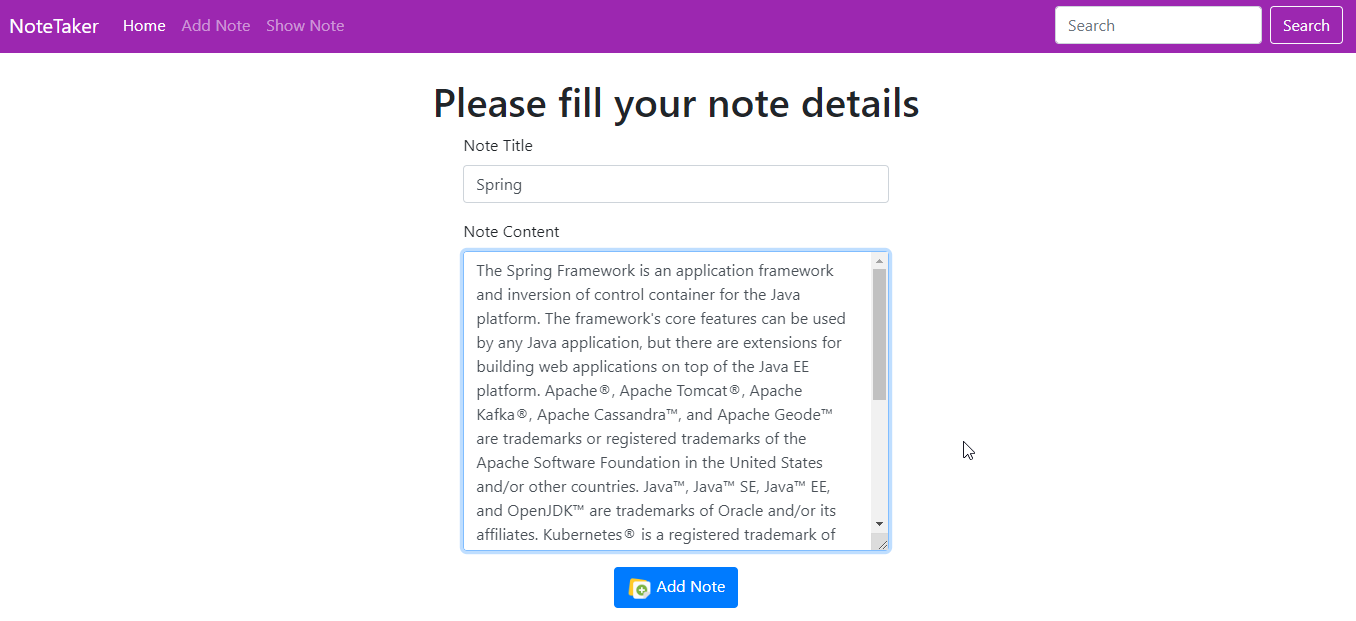 NoteTaker Home Add Note Show Note Search Search
Please fill your note details
Note Title
Spring
Note Content
The Spring Framework is an application framework
and inversion of control container for the Java
platform. The framework's core features can be used
by any Java application, but there are extensions for
building web applications on top of the Java EE
platform. Apache®, Apache Tomcat®, Apache
Kafka®, Apache Cassandra™, and Apache Geode™
are trademarks or registered trademarks of the
Apache Software Foundation in the United States
and/or other countries. Java™, Java™ SE, Java™ EE,
and OpenJDK™ are trademarks of Oracle and/or its
affiliates. Kubernetes® is a registered trademark of
Add Note